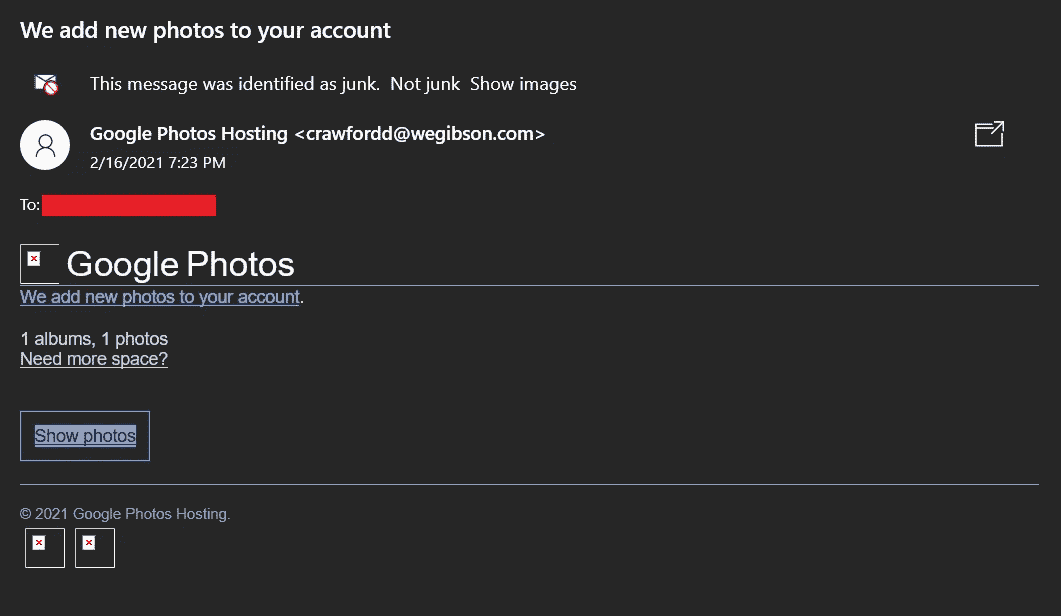 We add new photos to your account
This message was identified as junk. Not junk Show images
Google Photos Hosting <crawfordd@wegibson.com>
2/16/2021 7:23 PM
To:
Google Photos
We add new photos to your account.
1 albums, 1 photos
Need more space?
Show photos
© 2021 Google Photos Hosting.